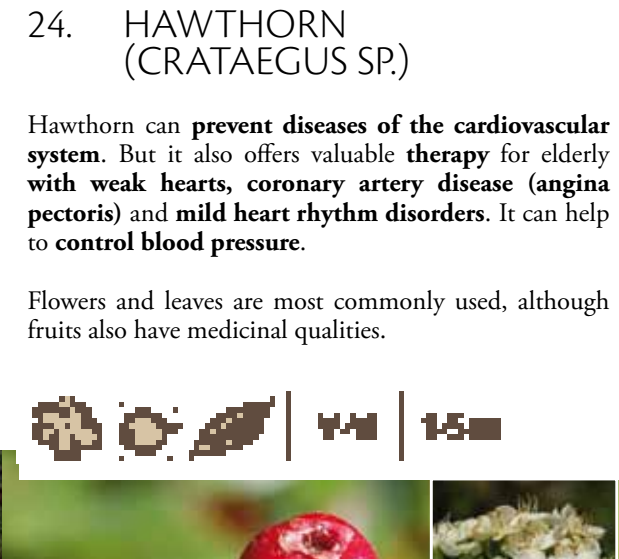 24. HAWTHORN
(CRATAEGUS SP.)
Hawthorn can prevent diseases of the cardiovascular
system. But it also offers valuable therapy for elderly
with weak hearts, coronary artery disease (angina
pectoris) and mild heart rhythm disorders. It can help
to control blood pressure.
Flowers and leaves are most commonly used, although
fruits also have medicinal qualities.